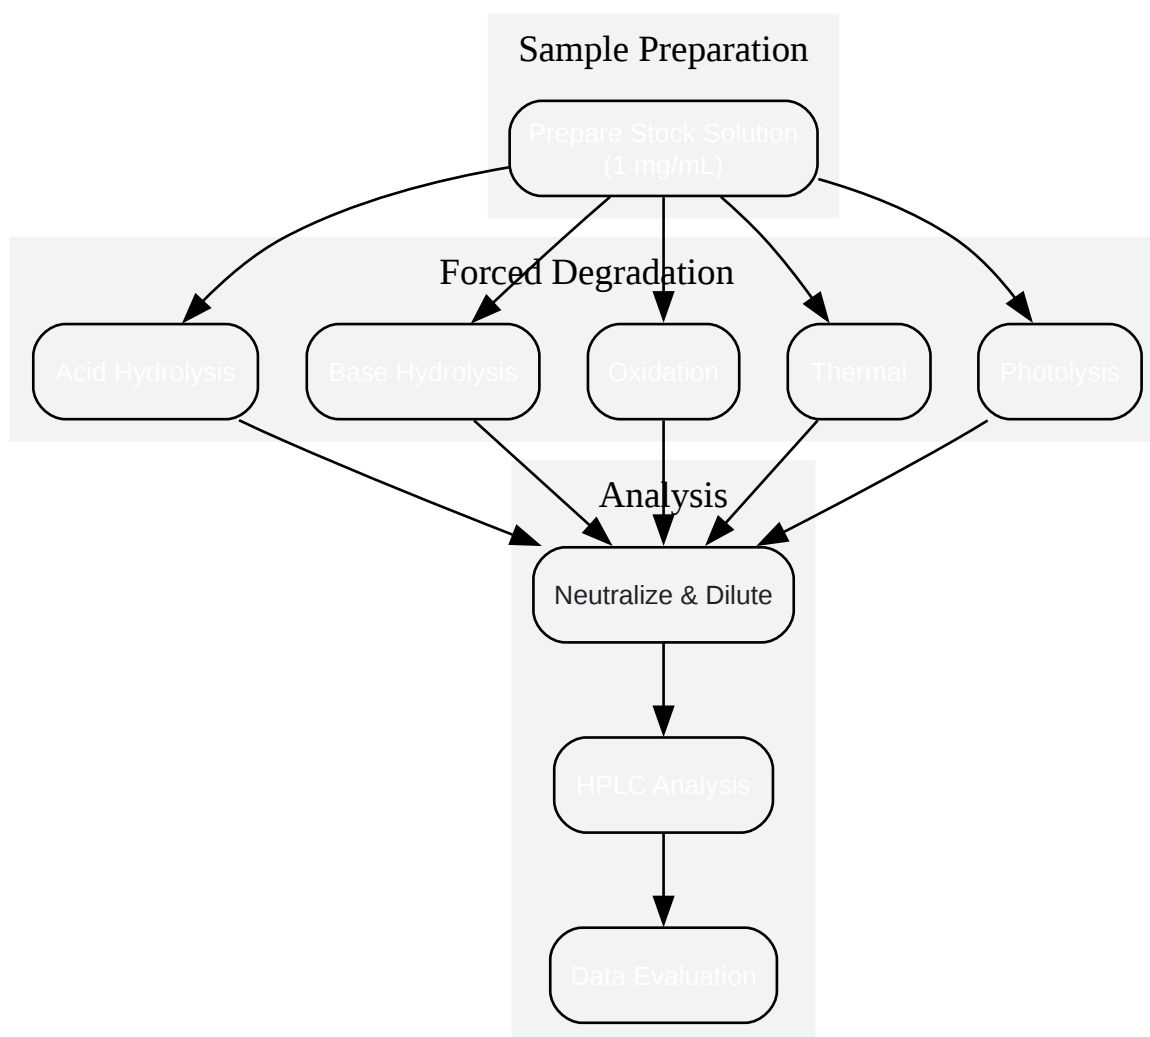 Sample Preparation
Prepare Stock Solution
(1 mg/mL)
Forced Degradation
Acid Hydrolysis
Base Hydrolysis
Oxidation
Thermal
Photolysis
Analysis
Neutralize & Dilute
HPLC Analysis
Data Evaluation